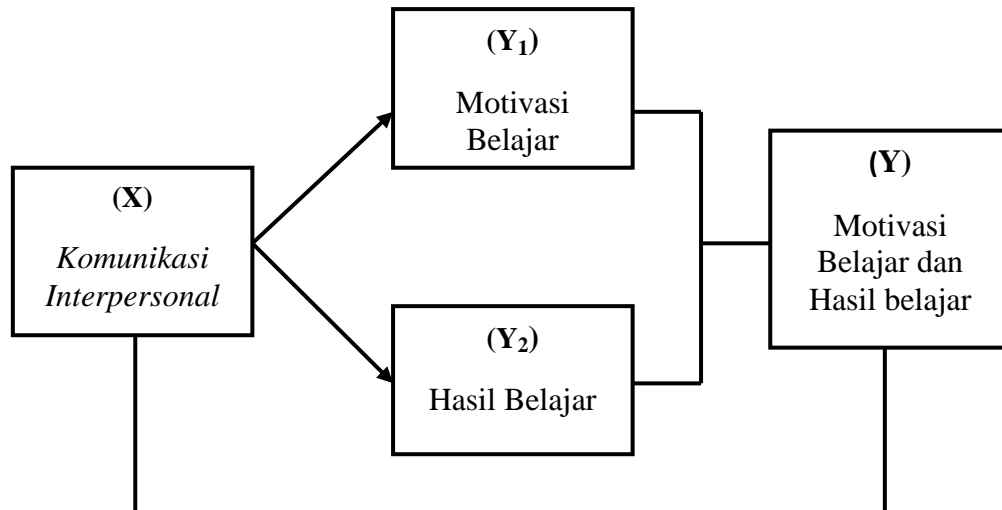 (X)
Komunikasi
Interpersonal
(Y₁)
Motivasi
Belajar
(Y₂)
Hasil Belajar
(Y)
Motivasi
Belajar dan
Hasil belajar